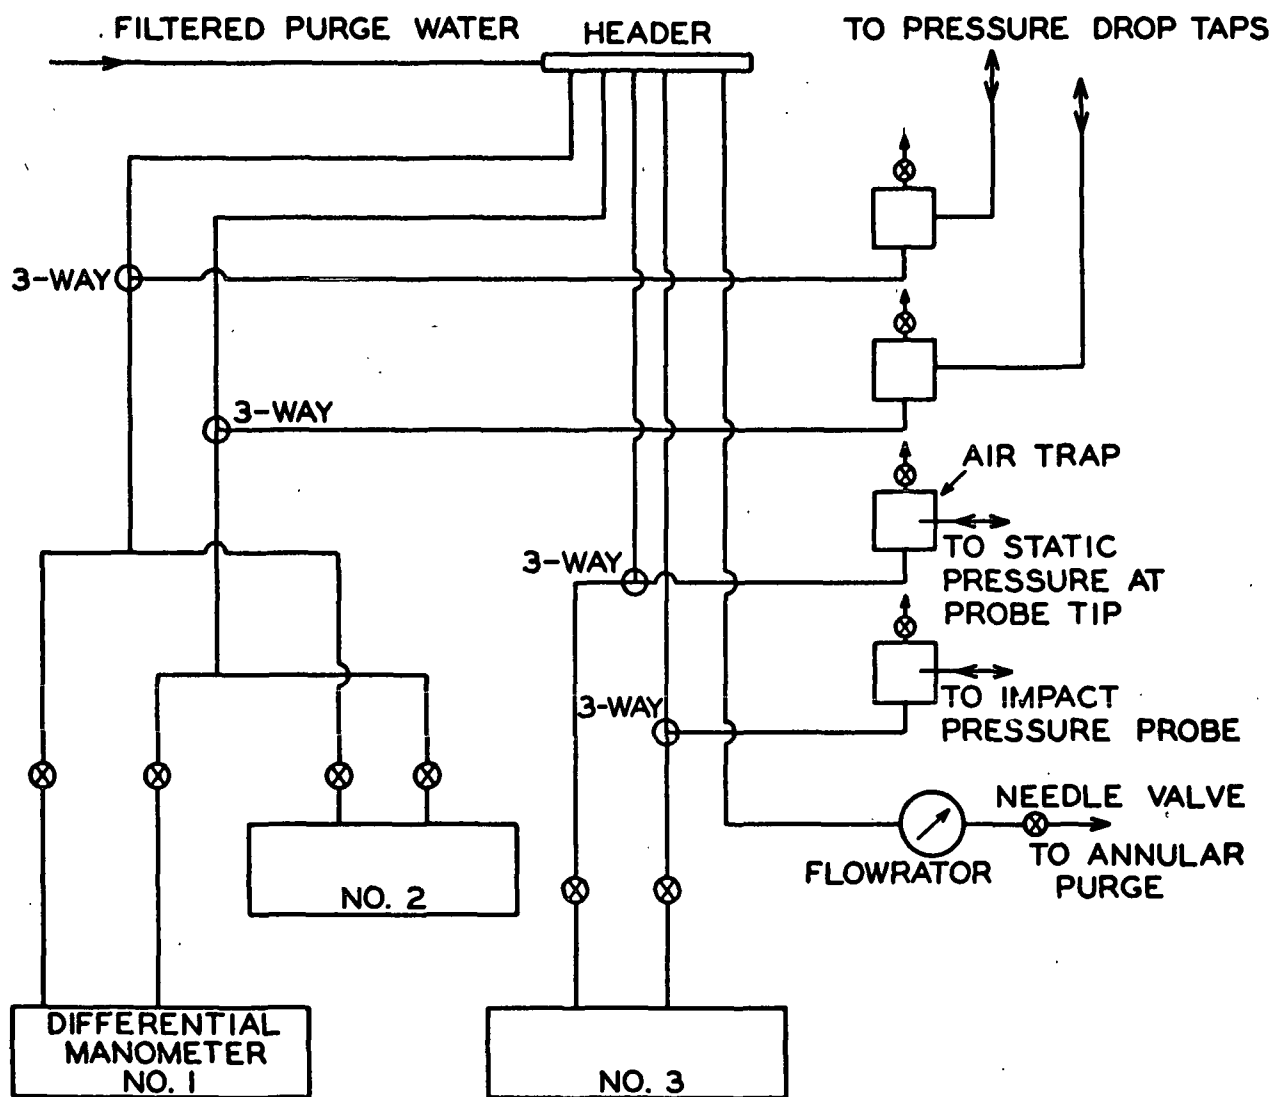 FILTERED PURGE WATER
HEADER
TO PRESSURE DROP TAPS
3-WAY
3-WAY
AIR TRAP
TO STATIC
PRESSURE AT
PROBE TIP
3-WAY
TO IMPACT
PRESSURE PROBE
3-WAY
NEEDLE VALVE
FLOWRATOR
TO ANNULAR
PURGE
NO. 2
DIFFERENTIAL
MANOMETER
NO. 1
NO. 3